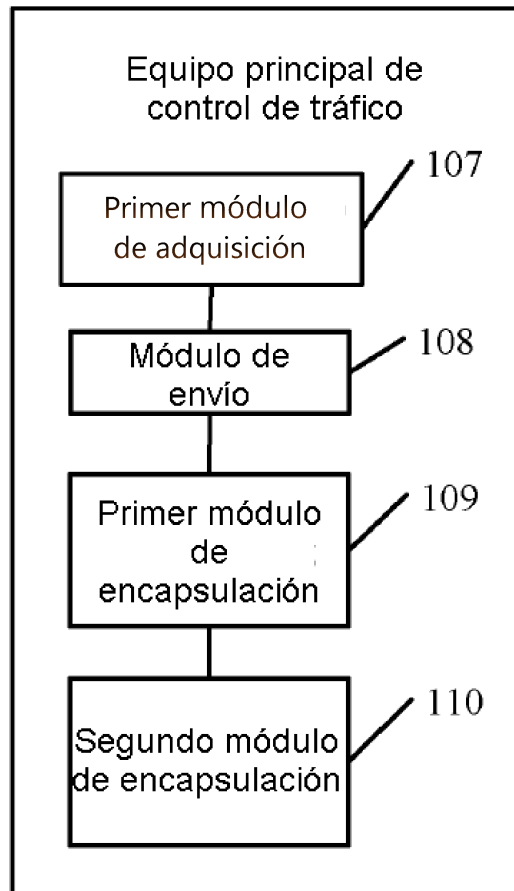 Equipo principal de
control de tráfico
107
Primer módulo
de adquisición
108
Módulo de
envío
109
Primer módulo
de
encapsulación
110
Segundo módulo
de encapsulación